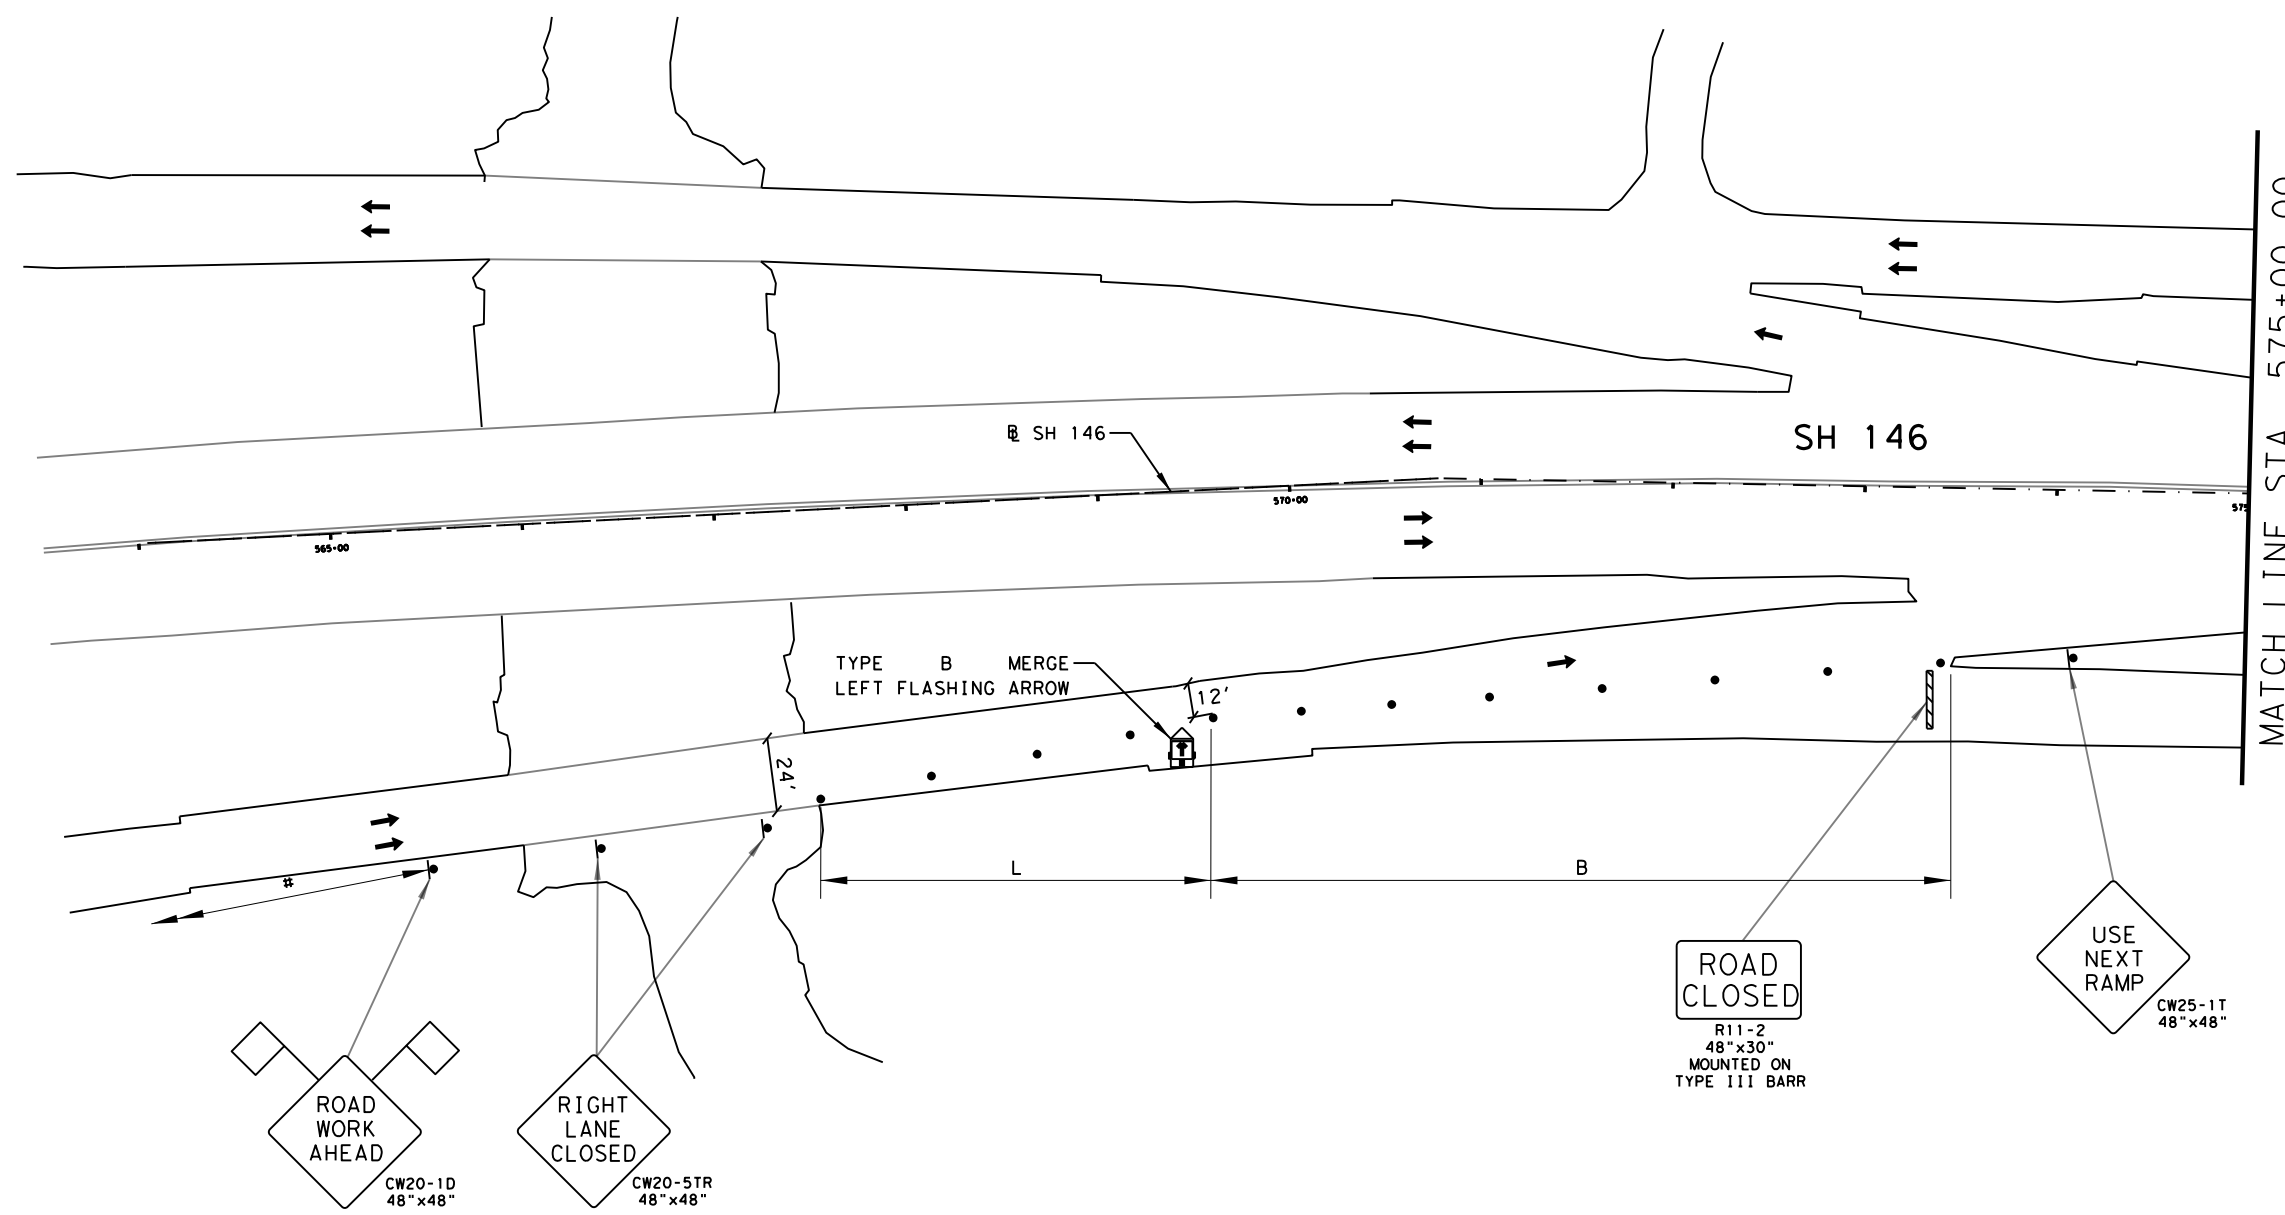 SH 146
℄ SH 146
570+00
575
565+00
MATCH LINE STA 575+00.00
TYPE B MERGE
LEFT FLASHING ARROW
12'
24'
#
L
B
ROAD
CLOSED
R11-2
48"x30"
MOUNTED ON
TYPE III BARR
USE
NEXT
RAMP
CW25-1T
48"x48"
ROAD
WORK
AHEAD
CW20-1D
48"x48"
RIGHT
LANE
CLOSED
CW20-5TR
48"x48"